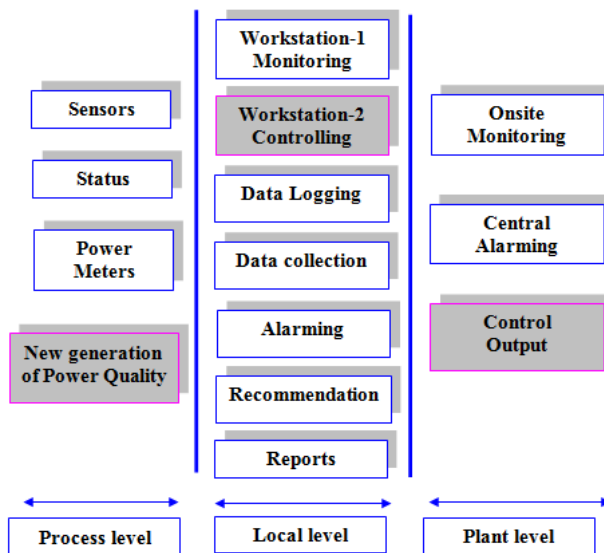 Sensors
Status
Power
Meters
New generation
of Power Quality
Process level
Workstation-1
Monitoring
Workstation-2
Controlling
Data Logging
Data collection
Alarming
Recommendation
Reports
Local level
Onsite
Monitoring
Central
Alarming
Control
Output
Plant level